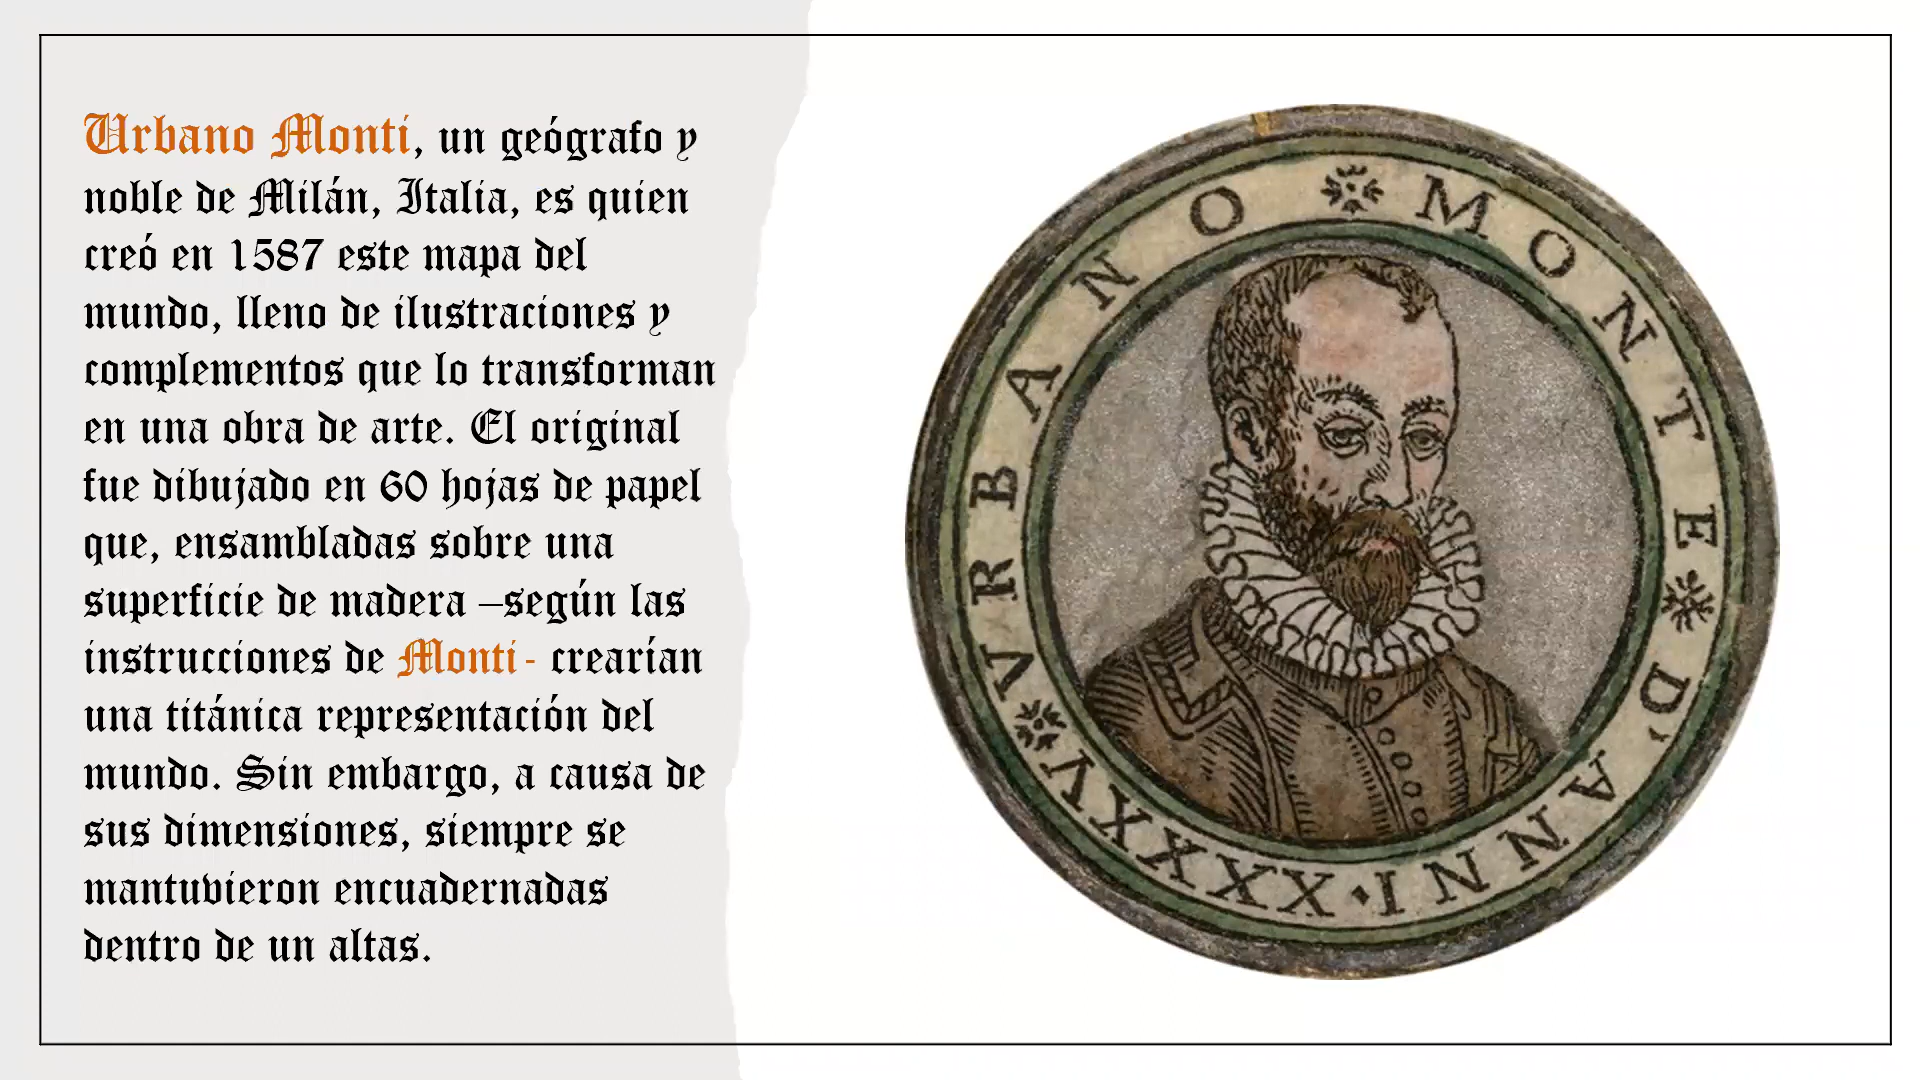 Urbano Monti, un geógrafo y
noble de Milán, Italia, es quien
creó en 1587 este mapa del
mundo, lleno de ilustraciones y
complementos que lo transforman
en una obra de arte. El original
fue dibujado en 60 hojas de papel
que, ensambladas sobre una
superficie de madera –según las
instrucciones de Monti- crearían
una titánica representación del
mundo. Sin embargo, a causa de
sus dimensiones, siempre se
mantuvieron encuadernadas
dentro de un altas.
VRBANO MONTE D'ANNI·XXXXV